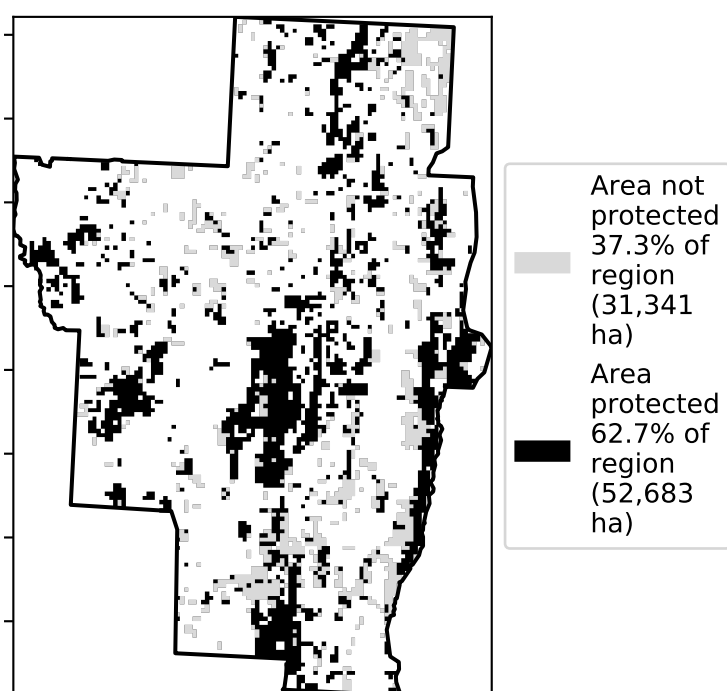 Area not
protected
37.3% of
region
(31,341
ha)
Area
protected
62.7% of
region
(52,683
ha)